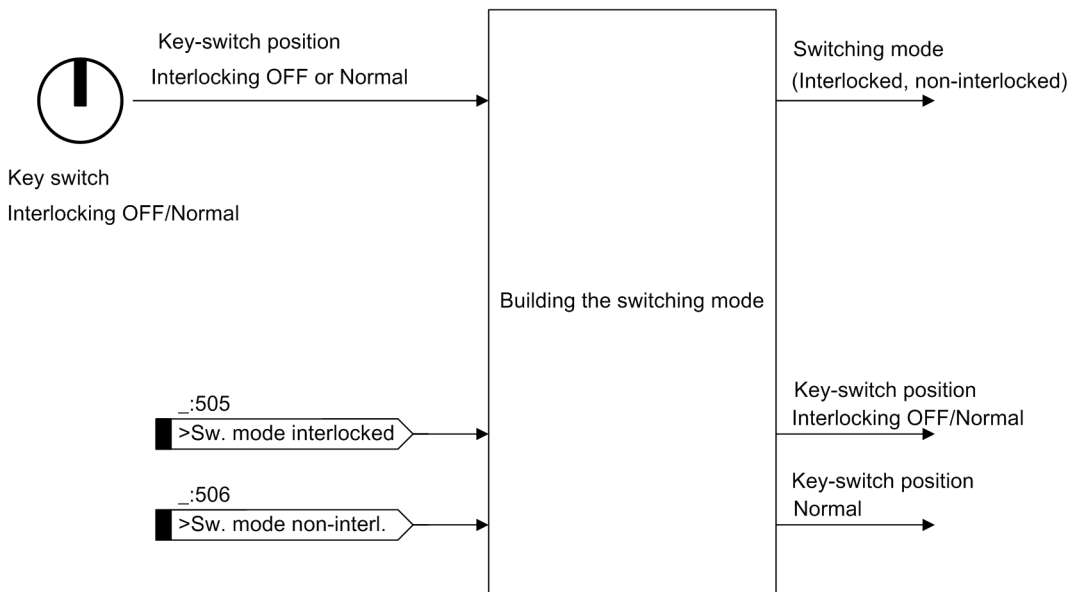 Key-switch position
Interlocking OFF or Normal
Switching mode
(Interlocked, non-interlocked)
Key switch
Interlocking OFF/Normal
Building the switching mode
_:505
>Sw. mode interlocked
Key-switch position
Interlocking OFF/Normal
_:506
>Sw. mode non-interl.
Key-switch position
Normal